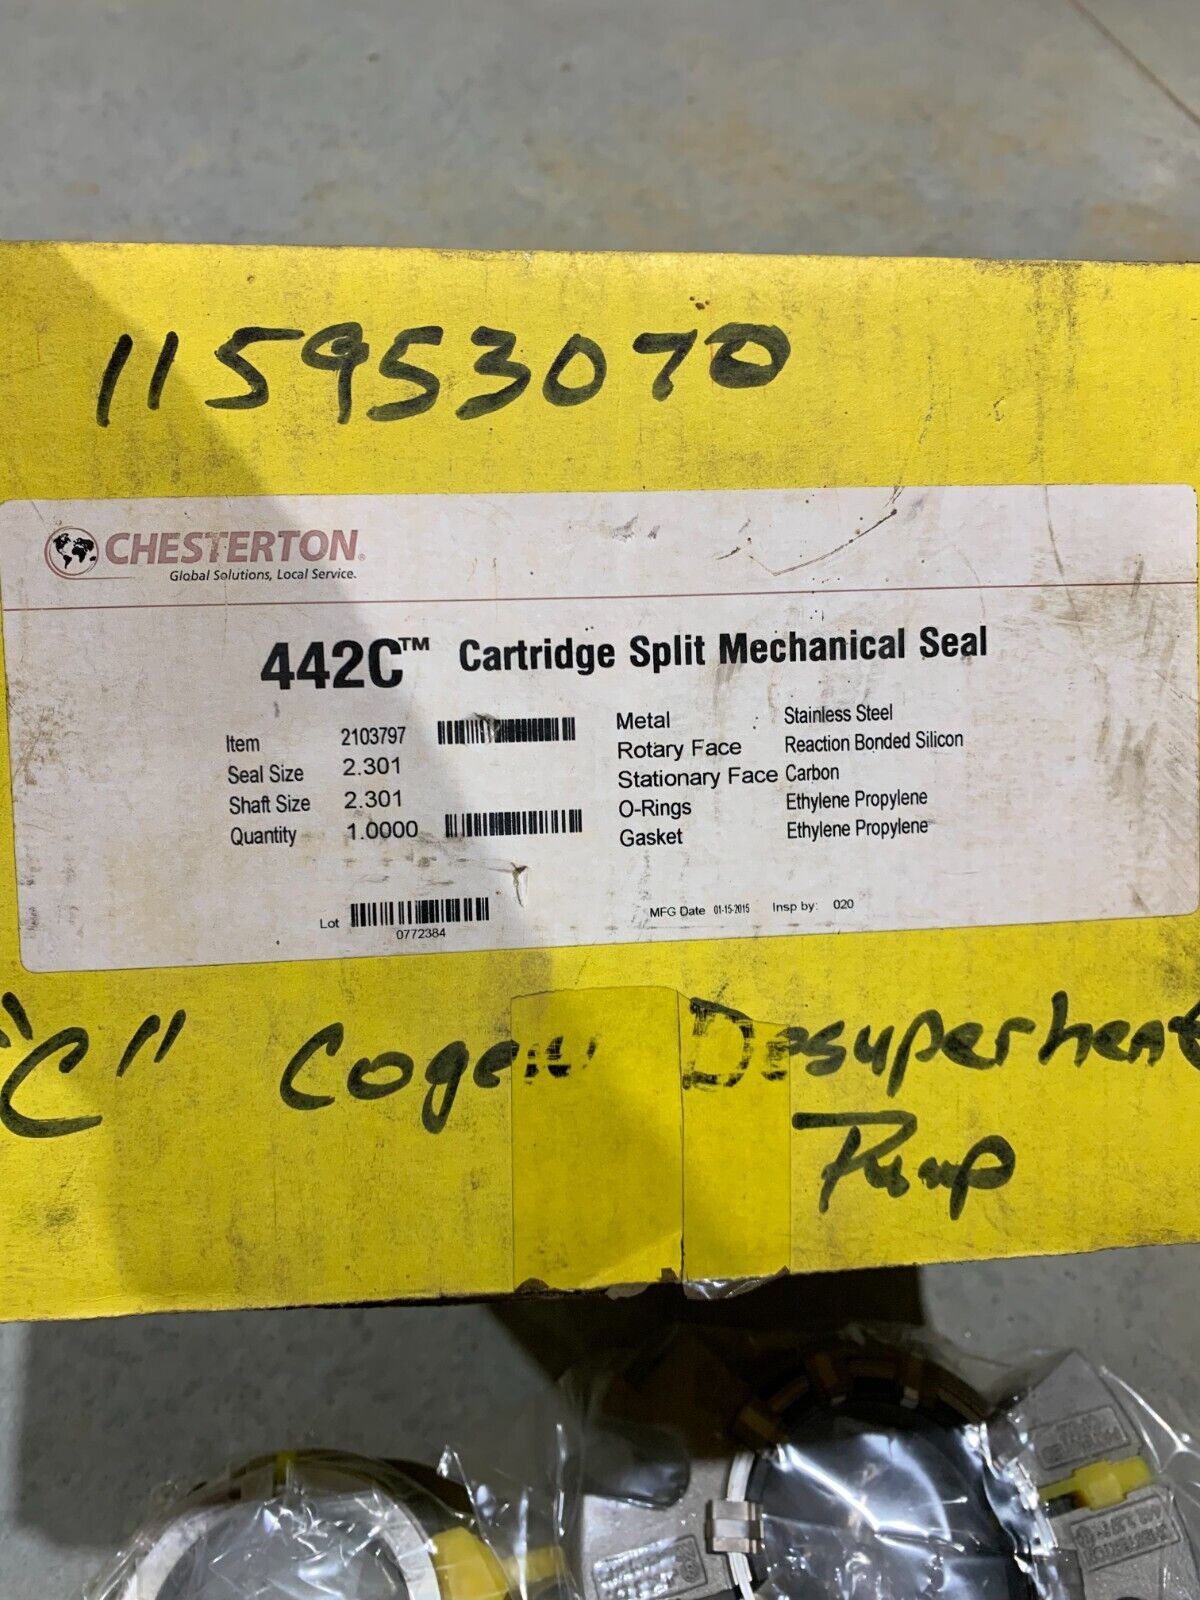 115953070
CHESTERTON®
Global Solutions, Local Service.
442C™ Cartridge Split Mechanical Seal
Item 2103797
Seal Size 2.301
Shaft Size 2.301
Quantity 1.0000
Metal Stainless Steel
Rotary Face Reaction Bonded Silicon
Stationary Face Carbon
O-Rings Ethylene Propylene
Gasket Ethylene Propylene
Lot
0772384
MFG Date 01-15-2015 Insp by: 020
"C" Cogen Desuperheat
Pump